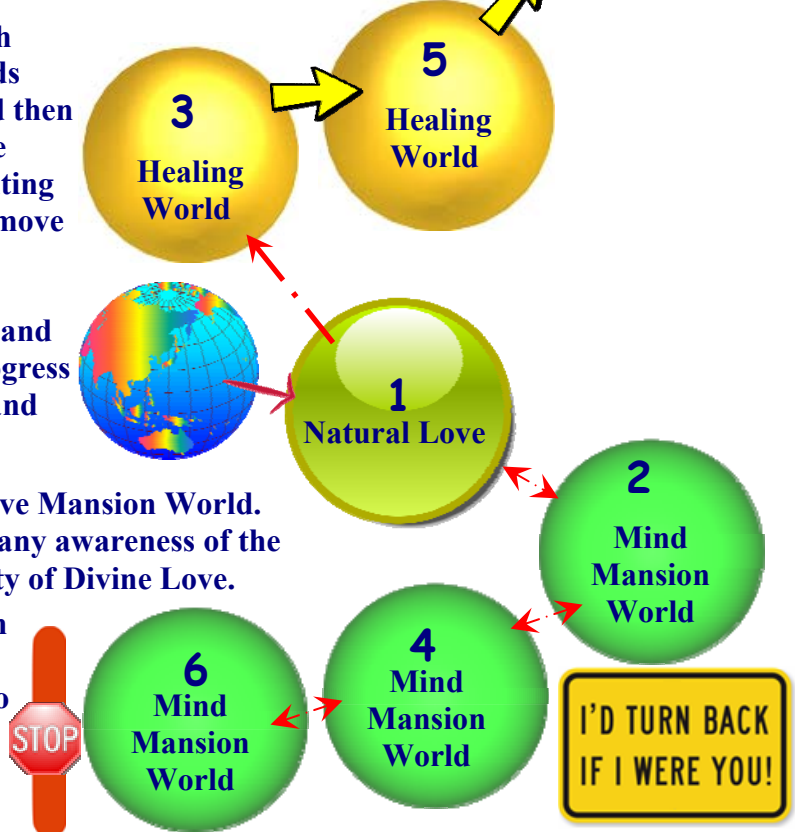 h
ds
d then
e
ting
move
and
gress
and
ve Mansion World.
any awareness of the
ty of Divine Love.
n
o
3
Healing
World
5
Healing
World
1
Natural Love
2
Mind
Mansion
World
4
Mind
Mansion
World
6
Mind
Mansion
World
STOP
I'D TURN BACK
IF I WERE YOU!